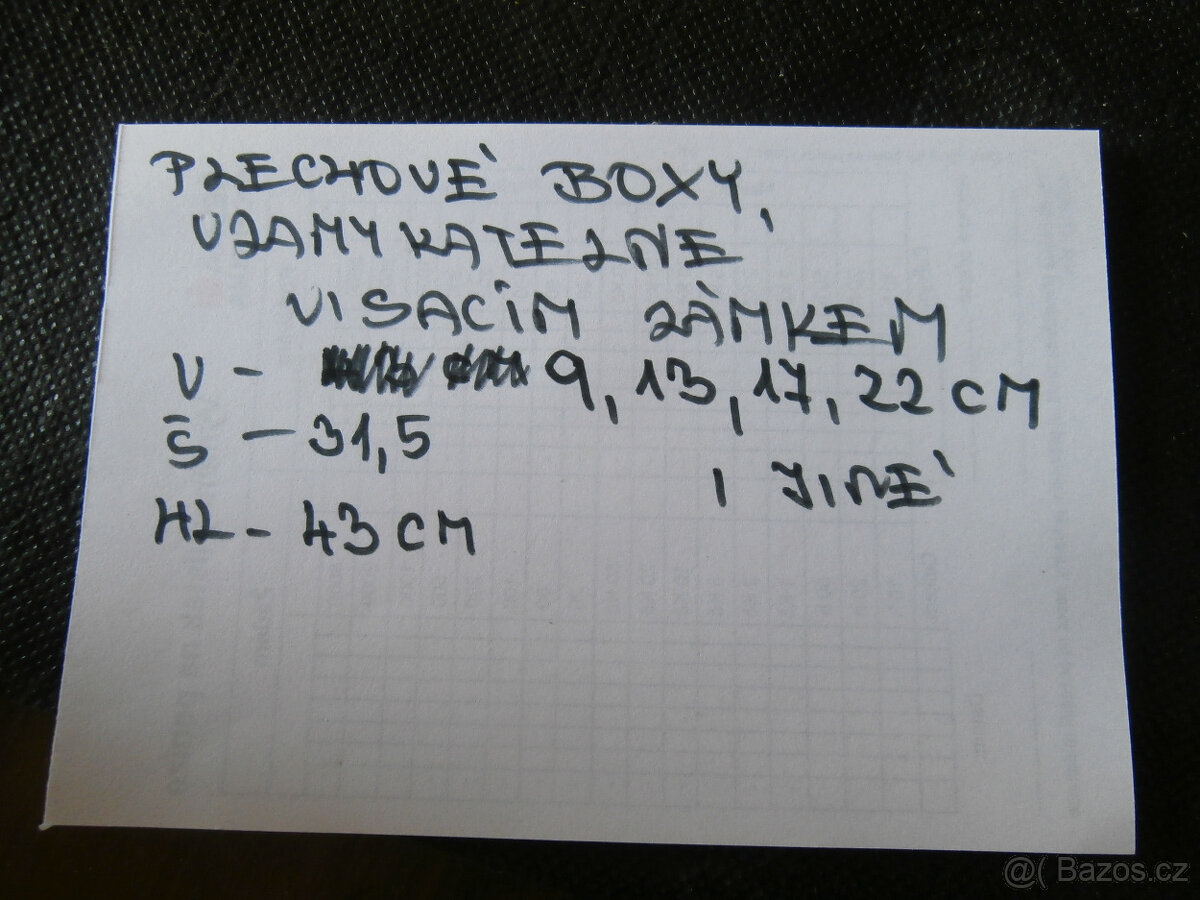 PLECHOVÉ BOXY,
UZAMYKATELNÉ
VISACÍM ZÁMKEM
V - 9, 13, 17, 22 CM
Š - 31,5
I JINÉ
HL - 43 CM
@( Bazos.cz